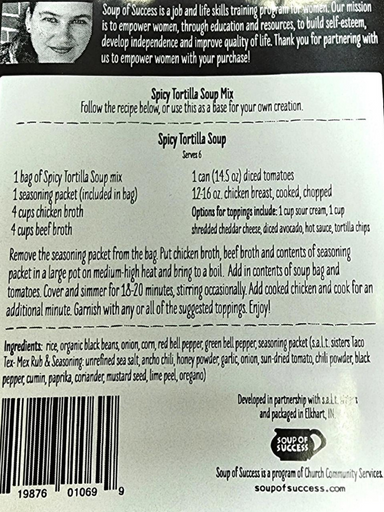 Soup of Success is a job and life skills training program for women. Our mission
is to empower women, through education and resources, to build self-esteem,
develop independence and improve quality of life. Thank you for partnering with
us to empower women with your purchase!
Spicy Tortilla Soup Mix
Follow the recipe below, or use this as a base for your own creation.
Spicy Tortilla Soup
Serves 6
1 bag of Spicy Tortilla Soup mix
1 seasoning packet (included in bag)
4 cups chicken broth
4 cups beef broth
1 can (14.5 oz) diced tomatoes
12-16 oz. chicken breast, cooked, chopped
Options for toppings include: 1 cup sour cream, 1 cup
shredded cheddar cheese, diced avocado, hot sauce, tortilla chips
Remove the seasoning packet from the bag. Put chicken broth, beef broth and contents of seasoning
packet in a large pot on medium-high heat and bring to a boil. Add in contents of soup bag and
tomatoes. Cover and simmer for 18-20 minutes, stirring occasionally. Add cooked chicken and cook for an
additional minute. Garnish with any or all of the suggested toppings. Enjoy!
Ingredients: rice, organic black beans, onion, corn, red bell pepper, green bell pepper, seasoning packet (s.a.l.t. sisters Taco
Tex-Mex Rub & Seasoning: unrefined sea salt, ancho chili, honey powder, garlic, onion, sun-dried tomato, chili powder, black
pepper, cumin, paprika, coriander, mustard seed, lime peel, oregano)
Developed in partnership with s.a.l.t.
and packaged in Elkhart, IN
SOUP OF
SUCCESS
Soup of Success is a program of Church Community Services.
soupofsuccess.com
19876 01069 9